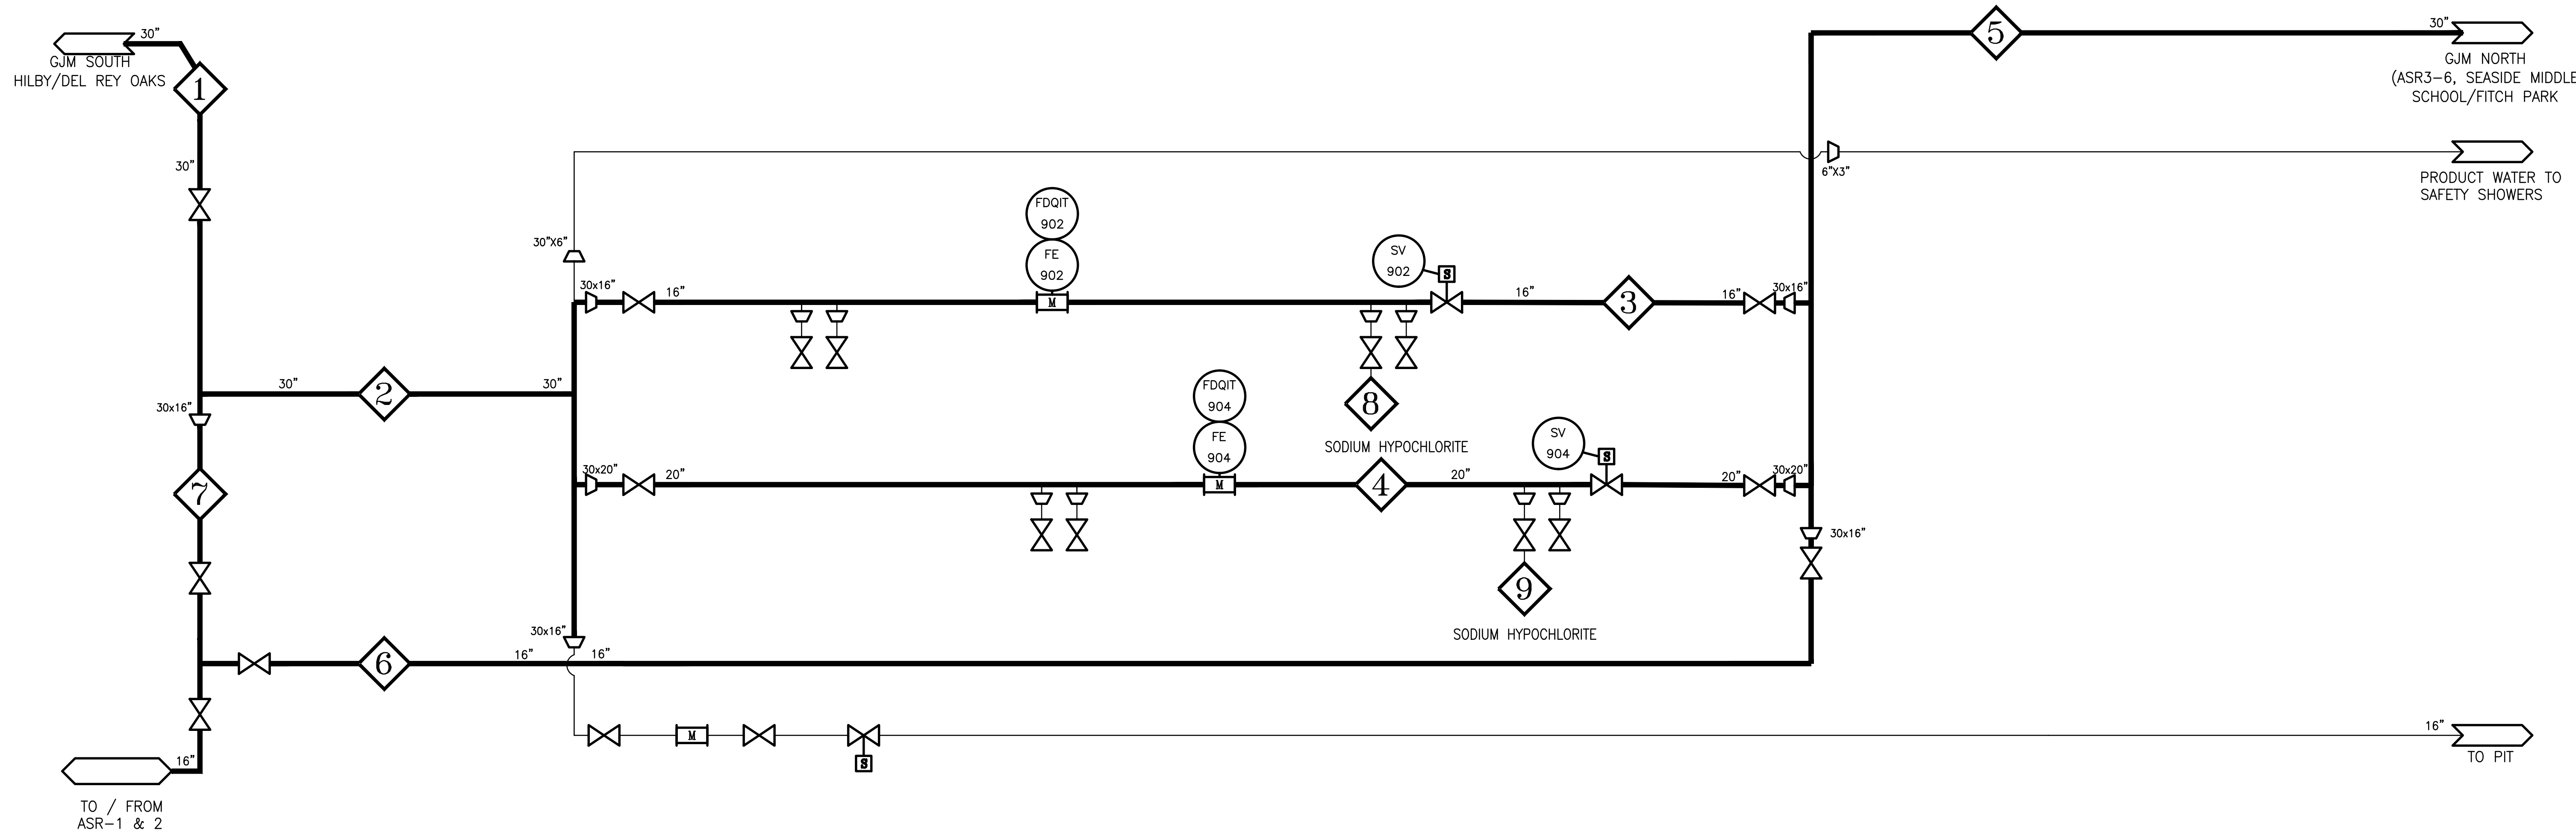 30"
GJM SOUTH
HILBY/DEL REY OAKS
1
30"
5
30"
GJM NORTH
(ASR3-6, SEASIDE MIDDLE
SCHOOL/FITCH PARK
6"X3"
PRODUCT WATER TO
SAFETY SHOWERS
30"X6"
FDQIT
902
FE
902
M
SV
902
S
30x16"
16"
16"
3
16"
30x16"
30"
2
30"
30x16"
8
SODIUM HYPOCHLORITE
FDQIT
904
FE
904
M
SV
904
S
30x20"
20"
4
20"
20"
30x20"
7
30x16"
9
SODIUM HYPOCHLORITE
30x16"
6
16"
16"
M
S
16"
TO PIT
16"
TO / FROM
ASR-1 & 2